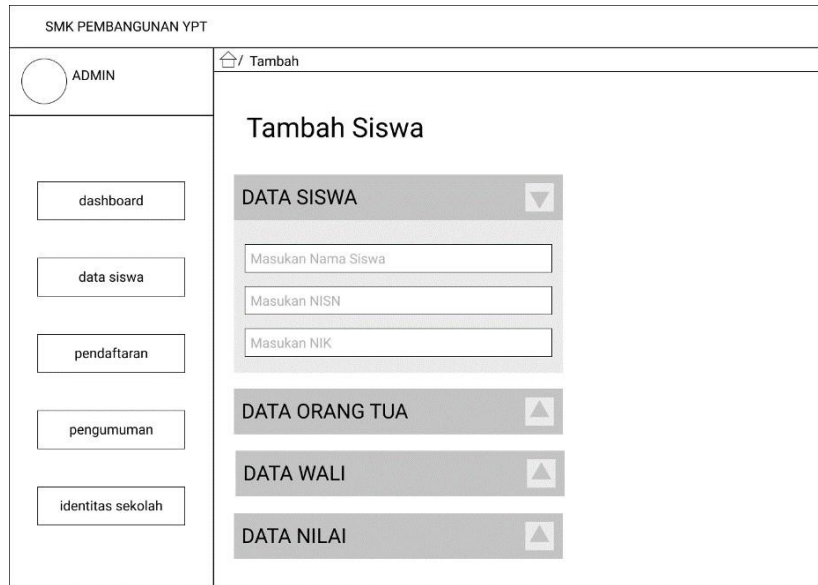 SMK PEMBANGUNAN YPT
ADMIN
/ Tambah
Tambah Siswa
dashboard
data siswa
pendaftaran
pengumuman
identitas sekolah
DATA SISWA
Masukan Nama Siswa
Masukan NISN
Masukan NIK
DATA ORANG TUA
DATA WALI
DATA NILAI